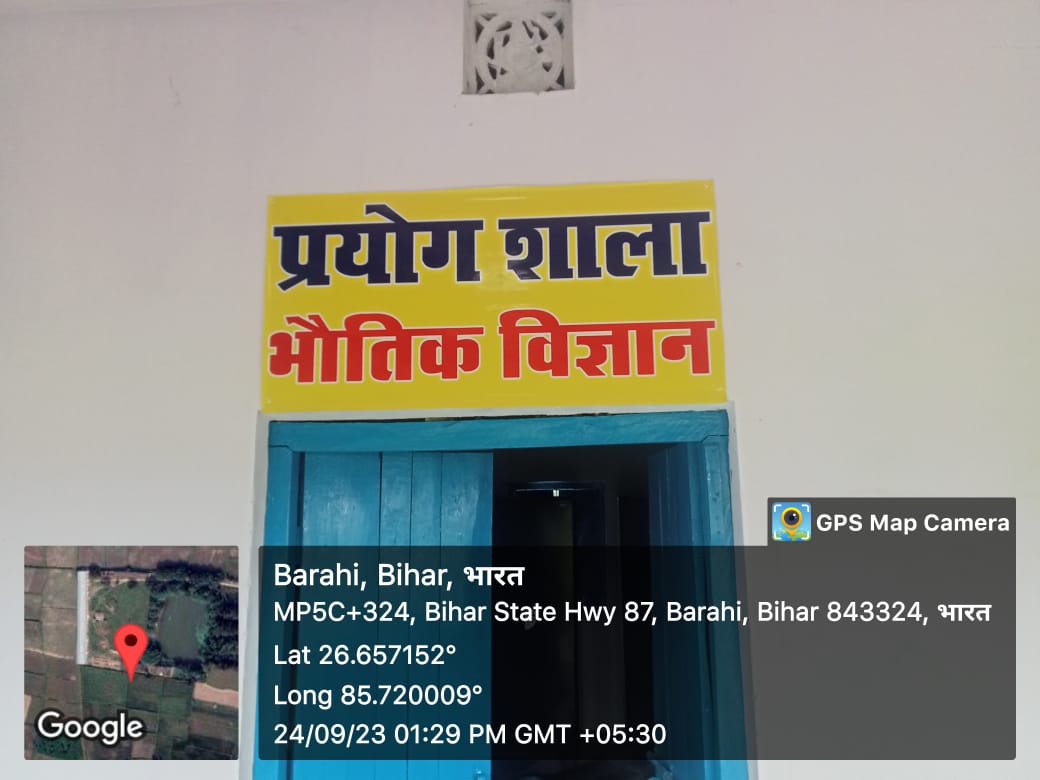 प्रयोग शाला
भौतिक विज्ञान
GPS Map Camera
Barahi, Bihar, भारत
MP5C+324, Bihar State Hwy 87, Barahi, Bihar 843324, भारत
Lat 26.657152°
Long 85.720009°
24/09/23 01:29 PM GMT +05:30
Google